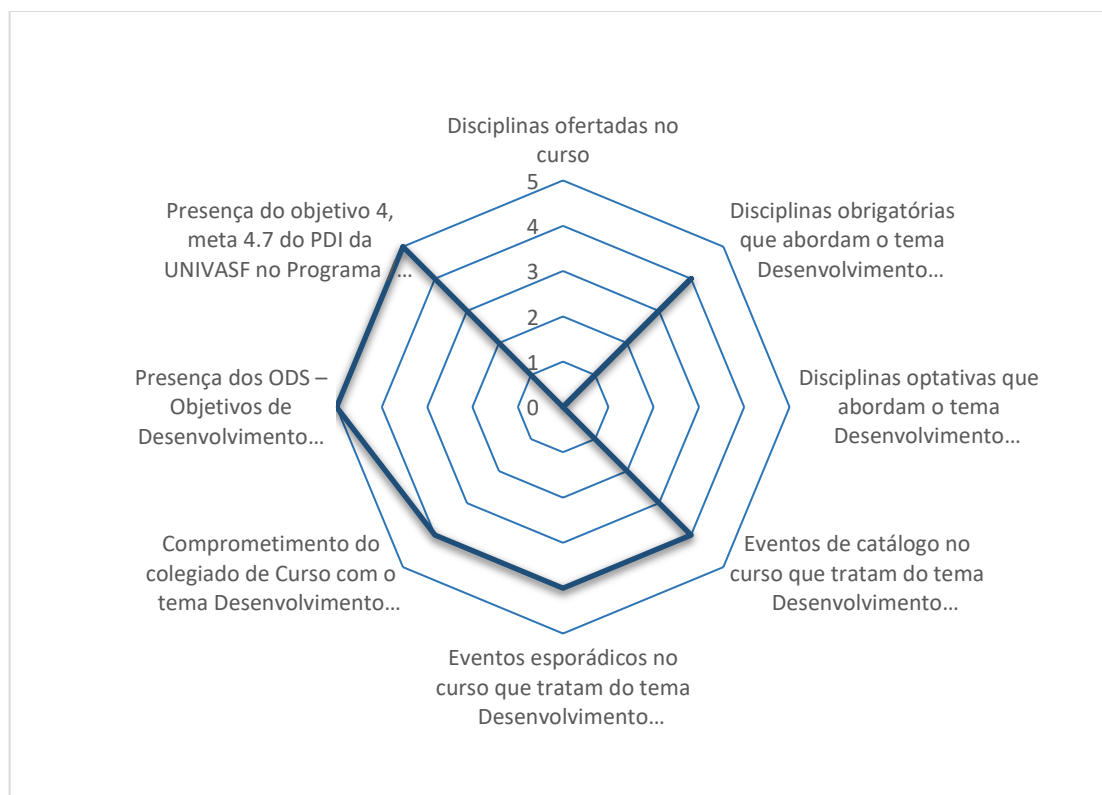 Disciplinas ofertadas no
curso
5
4
3
2
1
0
Disciplinas obrigatórias
que abordam o tema
Desenvolvimento...
Disciplinas optativas que
abordam o tema
Desenvolvimento...
Eventos de catálogo no
curso que tratam do tema
Desenvolvimento...
Eventos esporádicos no
curso que tratam do tema
Desenvolvimento...
Comprometimento do
colegiado de Curso com o
tema Desenvolvimento...
Presença dos ODS –
Objetivos de
Desenvolvimento...
Presença do objetivo 4,
meta 4.7 do PDI da
UNIVASF no Programa ...